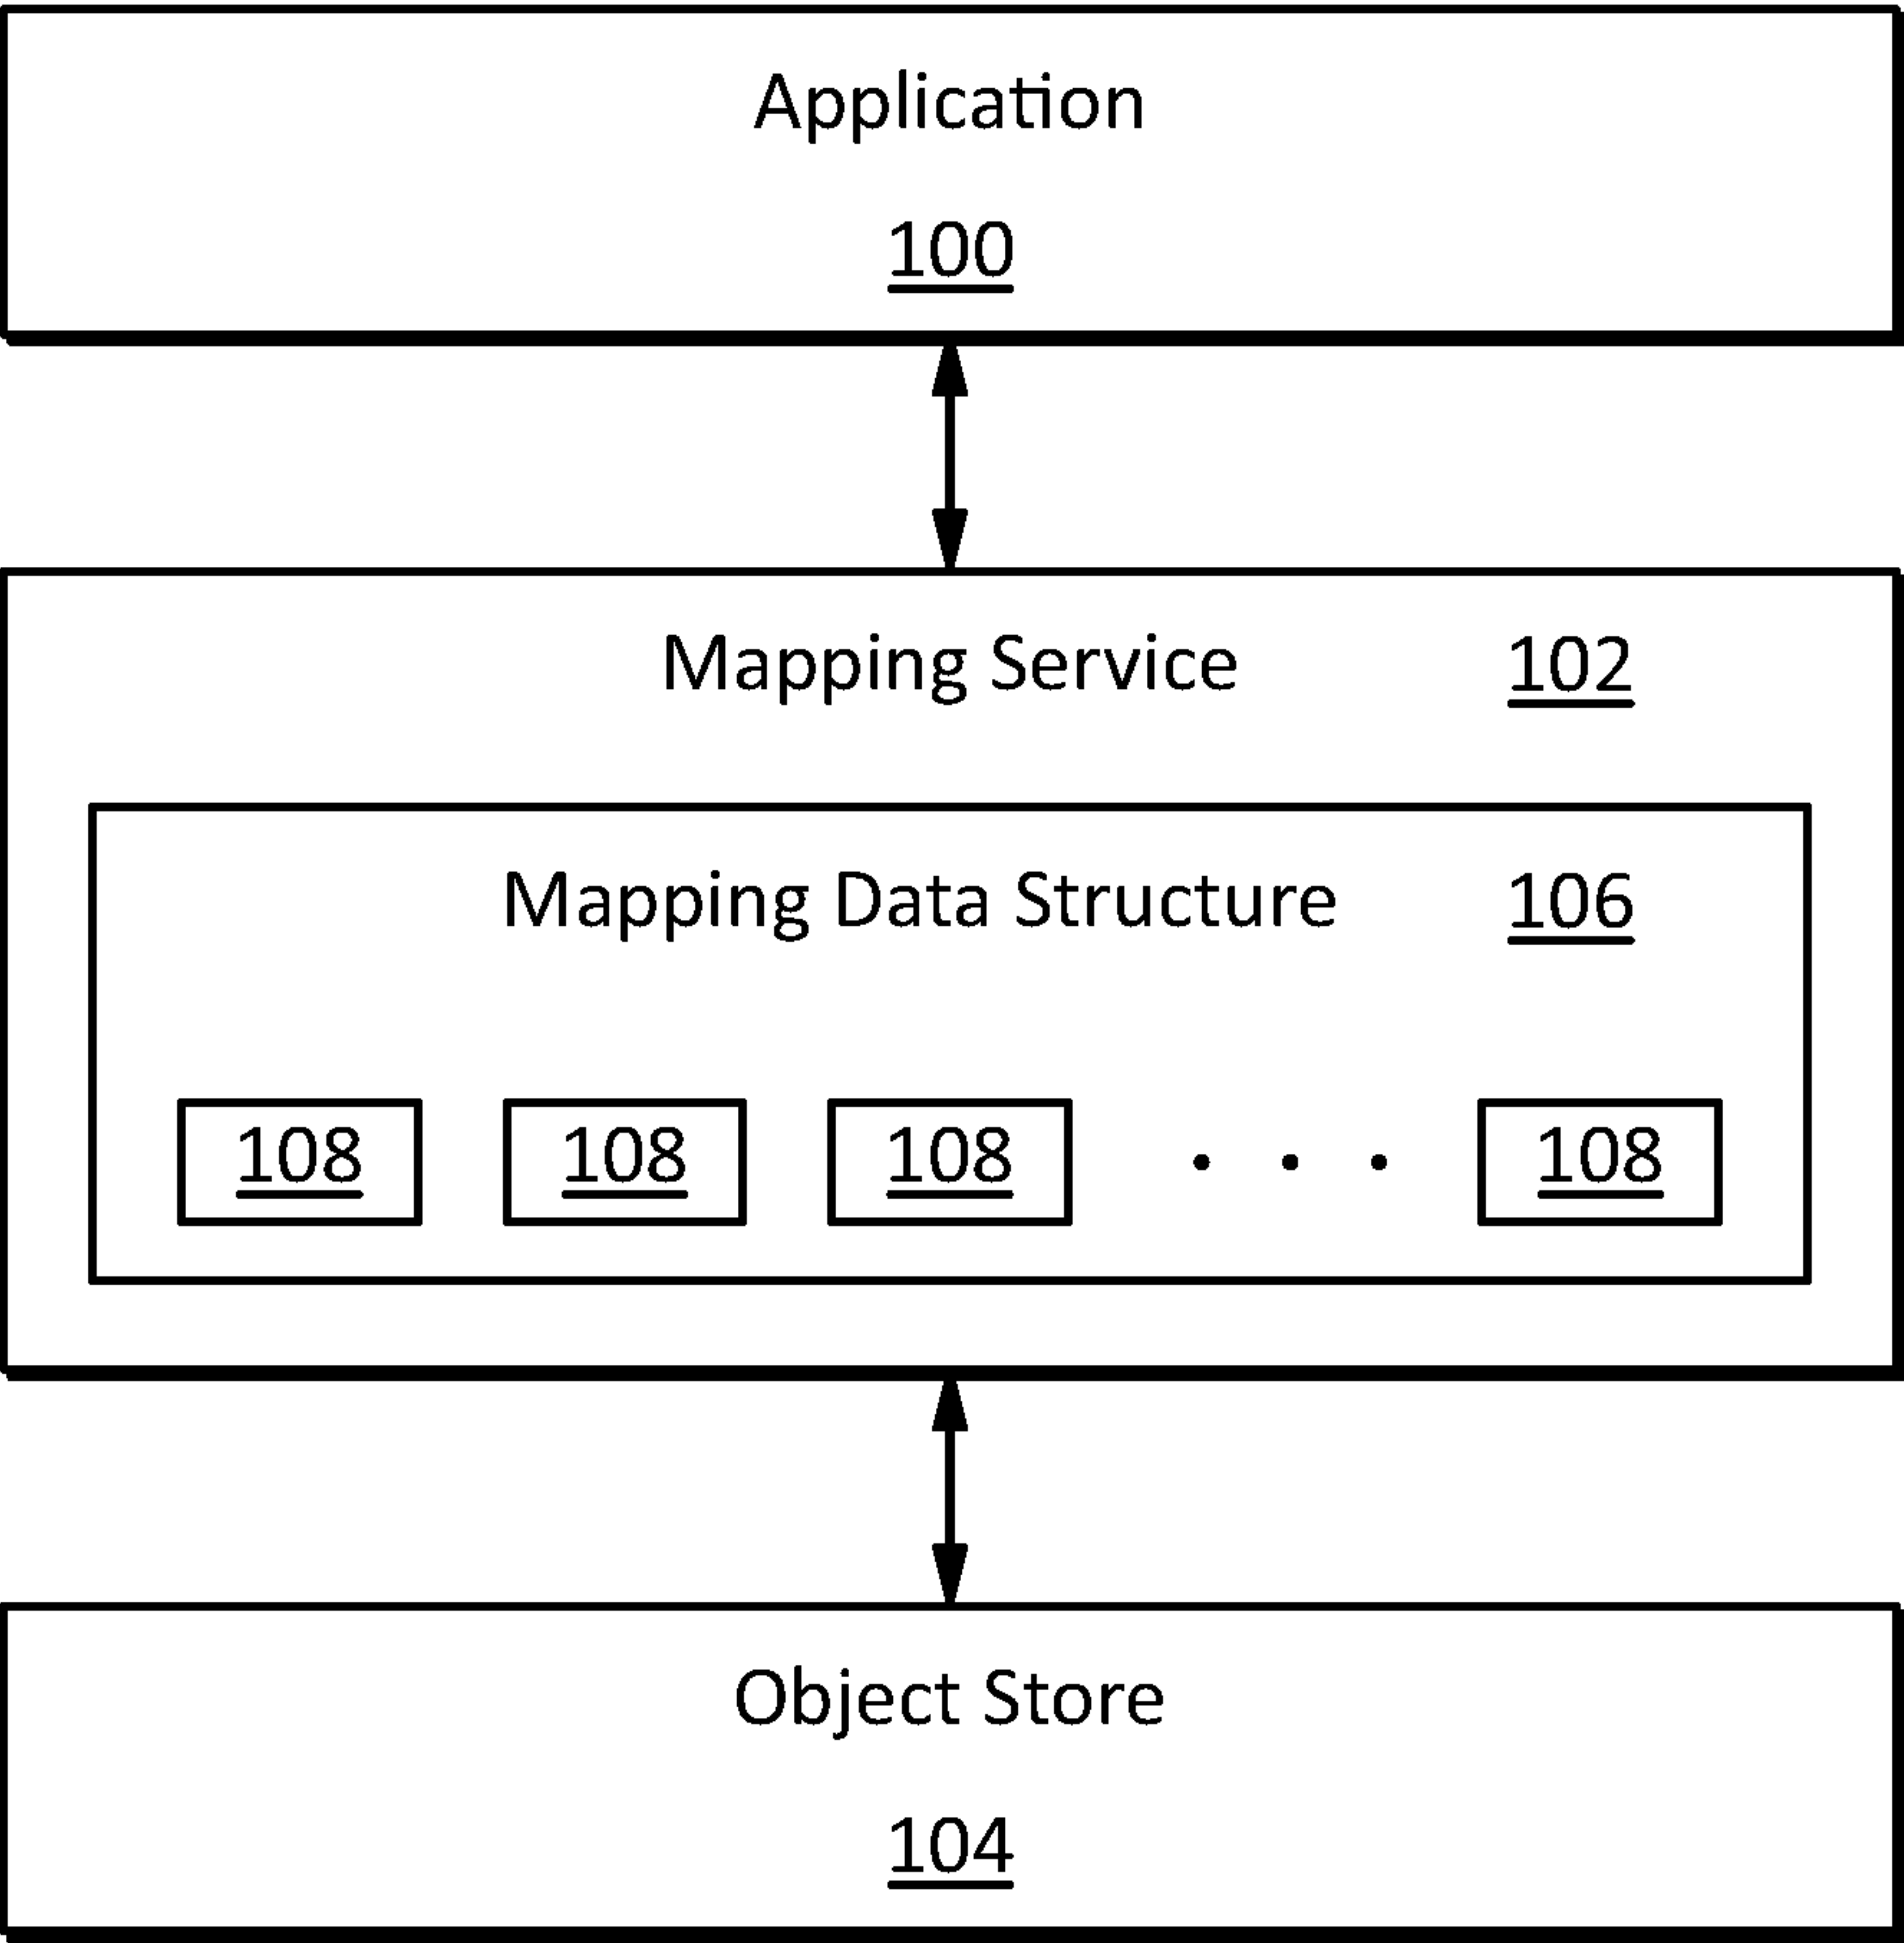 Application
100
Mapping Service 102
Mapping Data Structure 106
108 108 108 . . . 108
Object Store
104